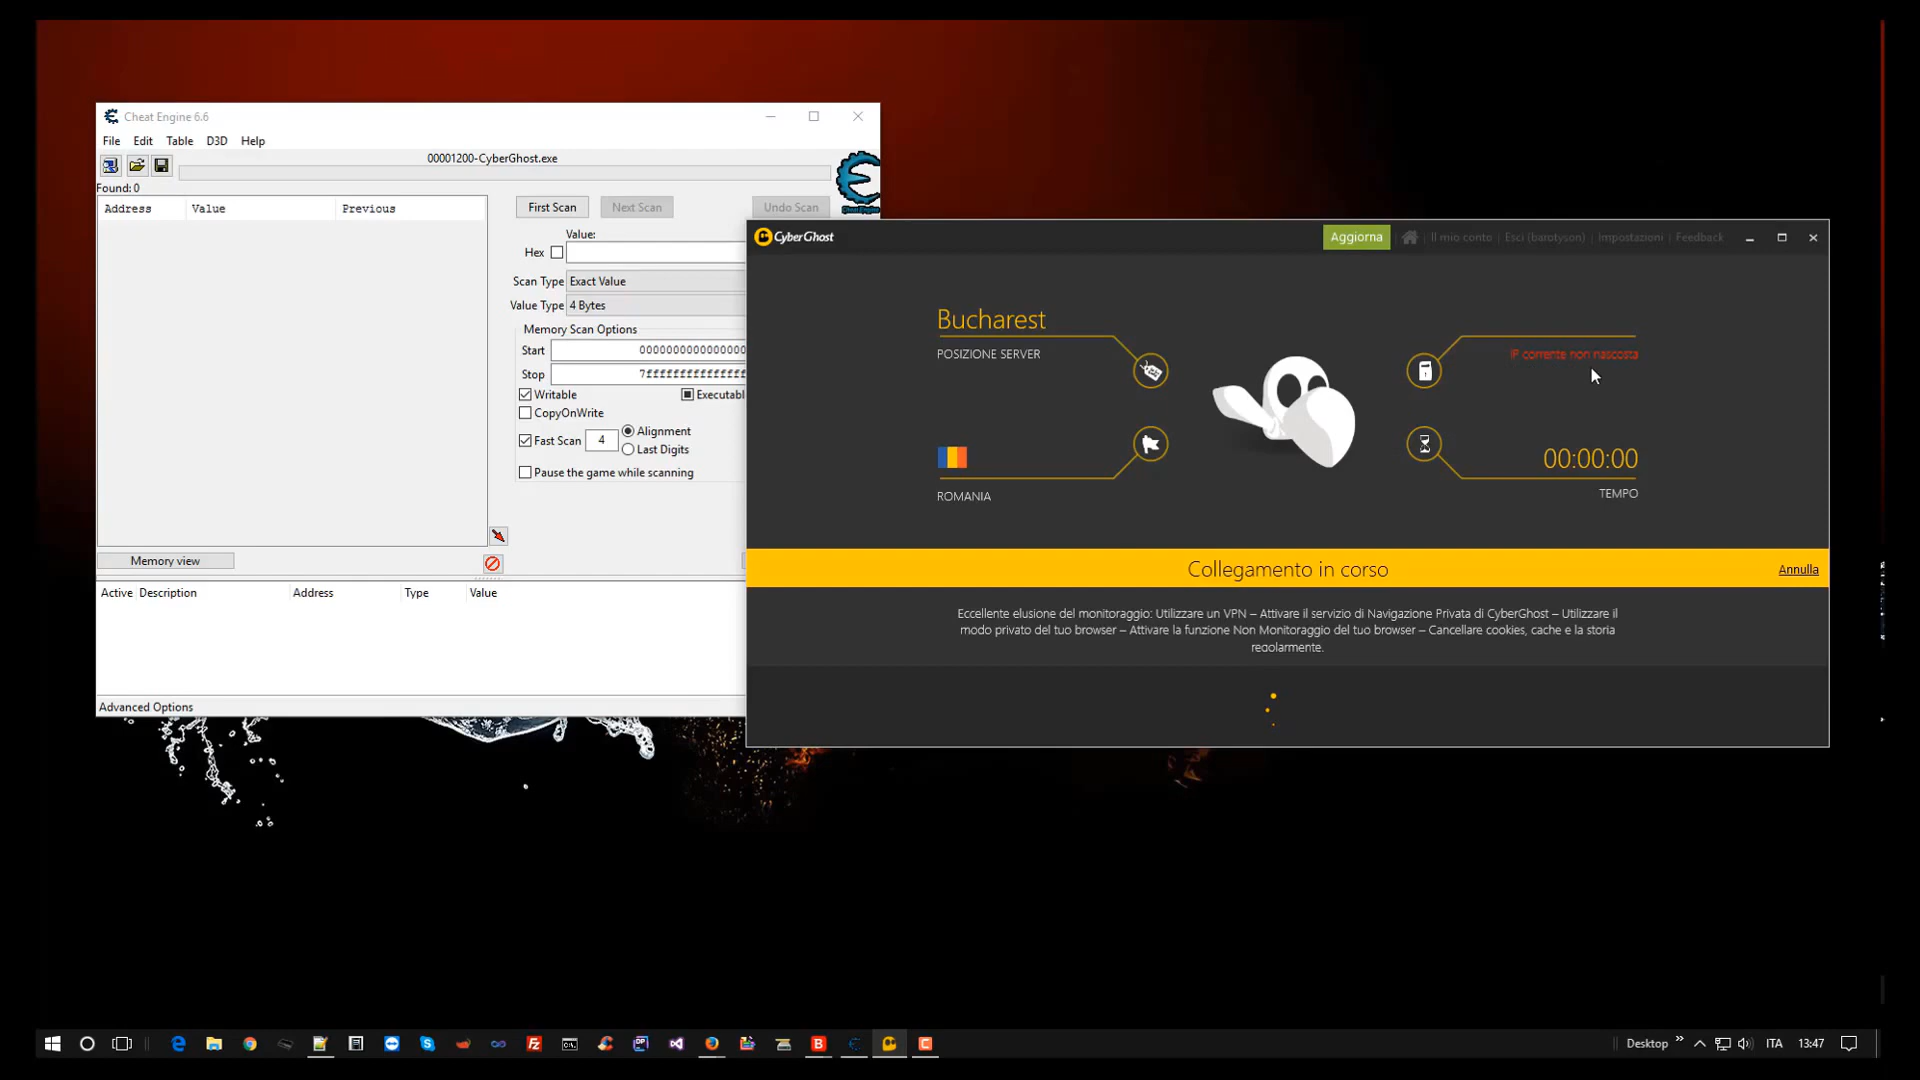 Cheat Engine 6.6
File Edit Table D3D Help
00001200-CyberGhost.exe
Found: 0
Address Value Previous
First Scan Next Scan Undo Scan
Value:
Hex
Scan Type Exact Value
Value Type 4 Bytes
Memory Scan Options
Start 0000000000000000
Stop 7fffffffffffffff
Writable Executabl
CopyOnWrite
Fast Scan 4 Alignment
Last Digits
Pause the game while scanning
Memory view
Active Description Address Type Value
Advanced Options
CyberGhost
Aggiorna Il mio conto Esci (barotyson) Impostazioni Feedback
Bucharest
POSIZIONE SERVER
IP corrente non nascosta
ROMANIA
00:00:00
TEMPO
Collegamento in corso
Annulla
Eccellente elusione del monitoraggio: Utilizzare un VPN – Attivare il servizio di Navigazione Privata di CyberGhost – Utilizzare il
modo privato del tuo browser – Attivare la funzione Non Monitoraggio del tuo browser – Cancellare cookies, cache e la storia
regolarmente.
Desktop ITA 13:47